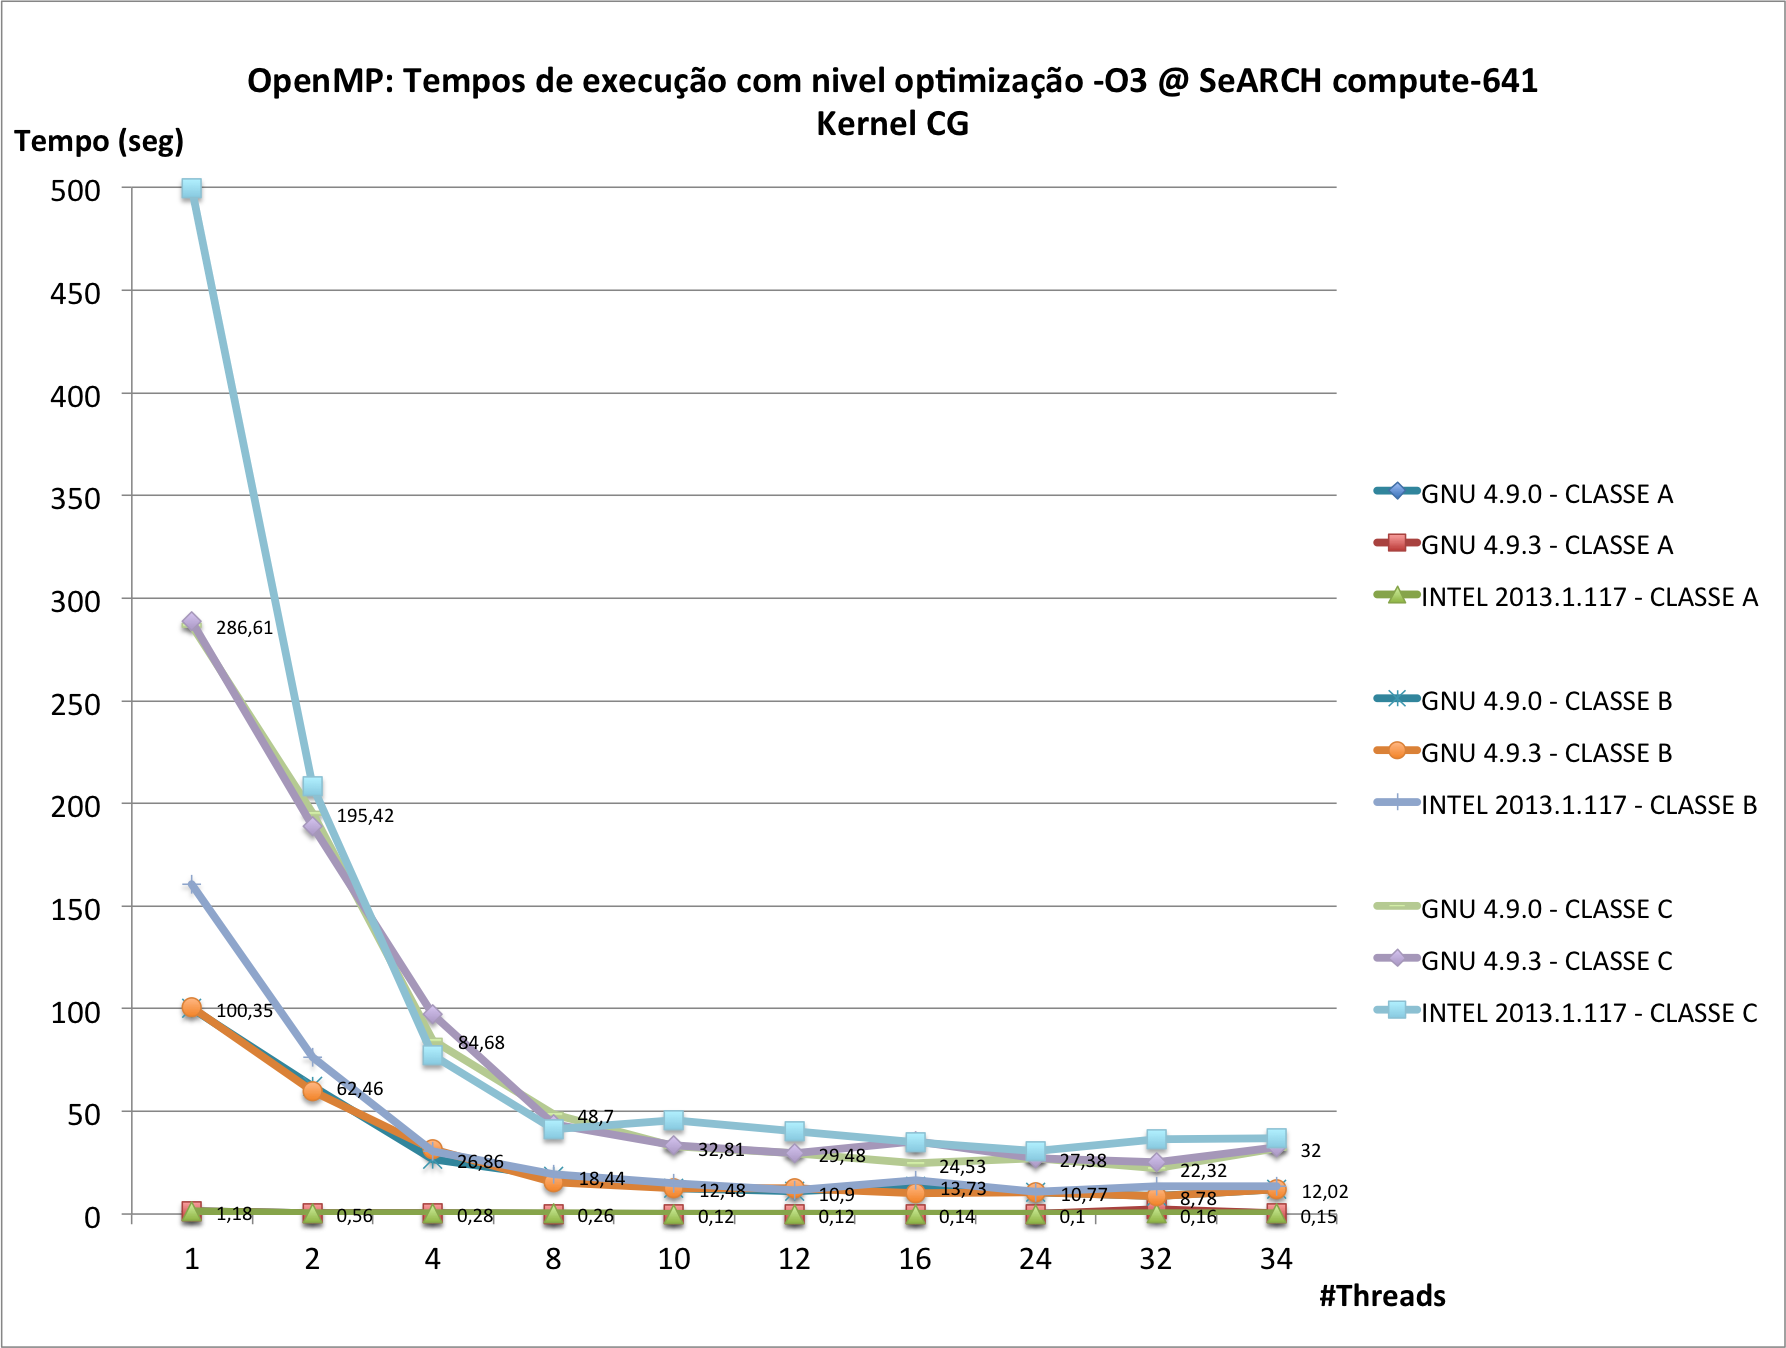 OpenMP: Tempos de execução com nivel optimização -O3 @ SeARCH compute-641
Kernel CG
Tempo (seg)
500
450
400
350
300
250
200
150
100
50
0
286,61
195,42
84,68
48,7
32,81
29,48
24,53
27,38
22,32
32
100,35
62,46
26,86
18,44
12,48
10,9
13,73
10,77
8,78
12,02
1,18
0,56
0,28
0,26
0,12
0,12
0,14
0,1
0,16
0,15
1 2 4 8 10 12 16 24 32 34
#Threads
GNU 4.9.0 - CLASSE A
GNU 4.9.3 - CLASSE A
INTEL 2013.1.117 - CLASSE A
GNU 4.9.0 - CLASSE B
GNU 4.9.3 - CLASSE B
INTEL 2013.1.117 - CLASSE B
GNU 4.9.0 - CLASSE C
GNU 4.9.3 - CLASSE C
INTEL 2013.1.117 - CLASSE C